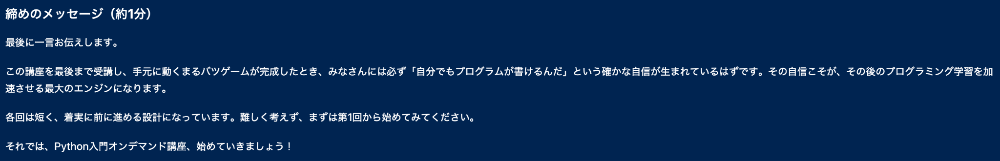 締めのメッセージ（約1分）
最後に一言お伝えします。
この講座を最後まで受講し、手元に動くまるバツゲームが完成したとき、みなさんには必ず「自分でもプログラムが書けるんだ」という確かな自信が生まれているはずです。その自信こそが、その後のプログラミング学習を加
速させる最大のエンジンになります。
各回は短く、着実に前に進める設計になっています。難しく考えず、まずは第1回から始めてみてください。
それでは、Python入門オンデマンド講座、始めていきましょう！